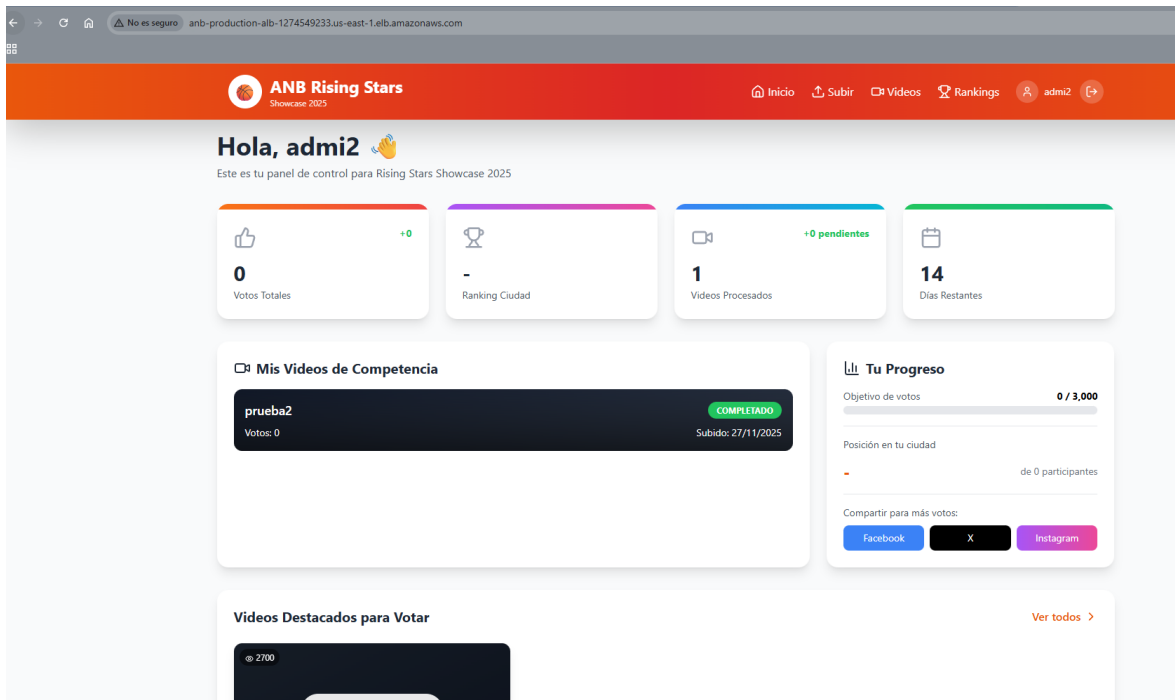 No es seguro anb-production-alb-1274549233.us-east-1.elb.amazonaws.com
ANB Rising Stars
Showcase 2025
Inicio Subir Videos Rankings admi2
Hola, admi2 👋
Este es tu panel de control para Rising Stars Showcase 2025
+0
0
Votos Totales
-
Ranking Ciudad
+0 pendientes
1
Videos Procesados
14
Días Restantes
Mis Videos de Competencia
prueba2 COMPLETADO
Votos: 0 Subido: 27/11/2025
Tu Progreso
Objetivo de votos 0 / 3,000
Posición en tu ciudad
- de 0 participantes
Compartir para más votos:
Facebook X Instagram
Videos Destacados para Votar Ver todos
2700